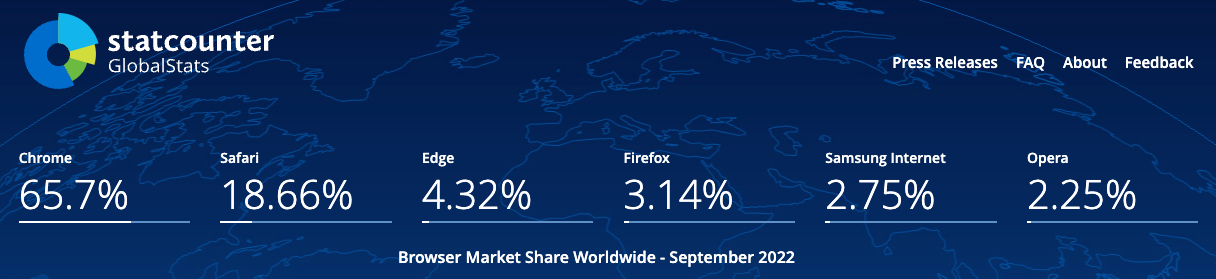 statcounter
GlobalStats
Press Releases FAQ About Feedback
Chrome Safari Edge Firefox Samsung Internet Opera
65.7% 18.66% 4.32% 3.14% 2.75% 2.25%
Browser Market Share Worldwide - September 2022